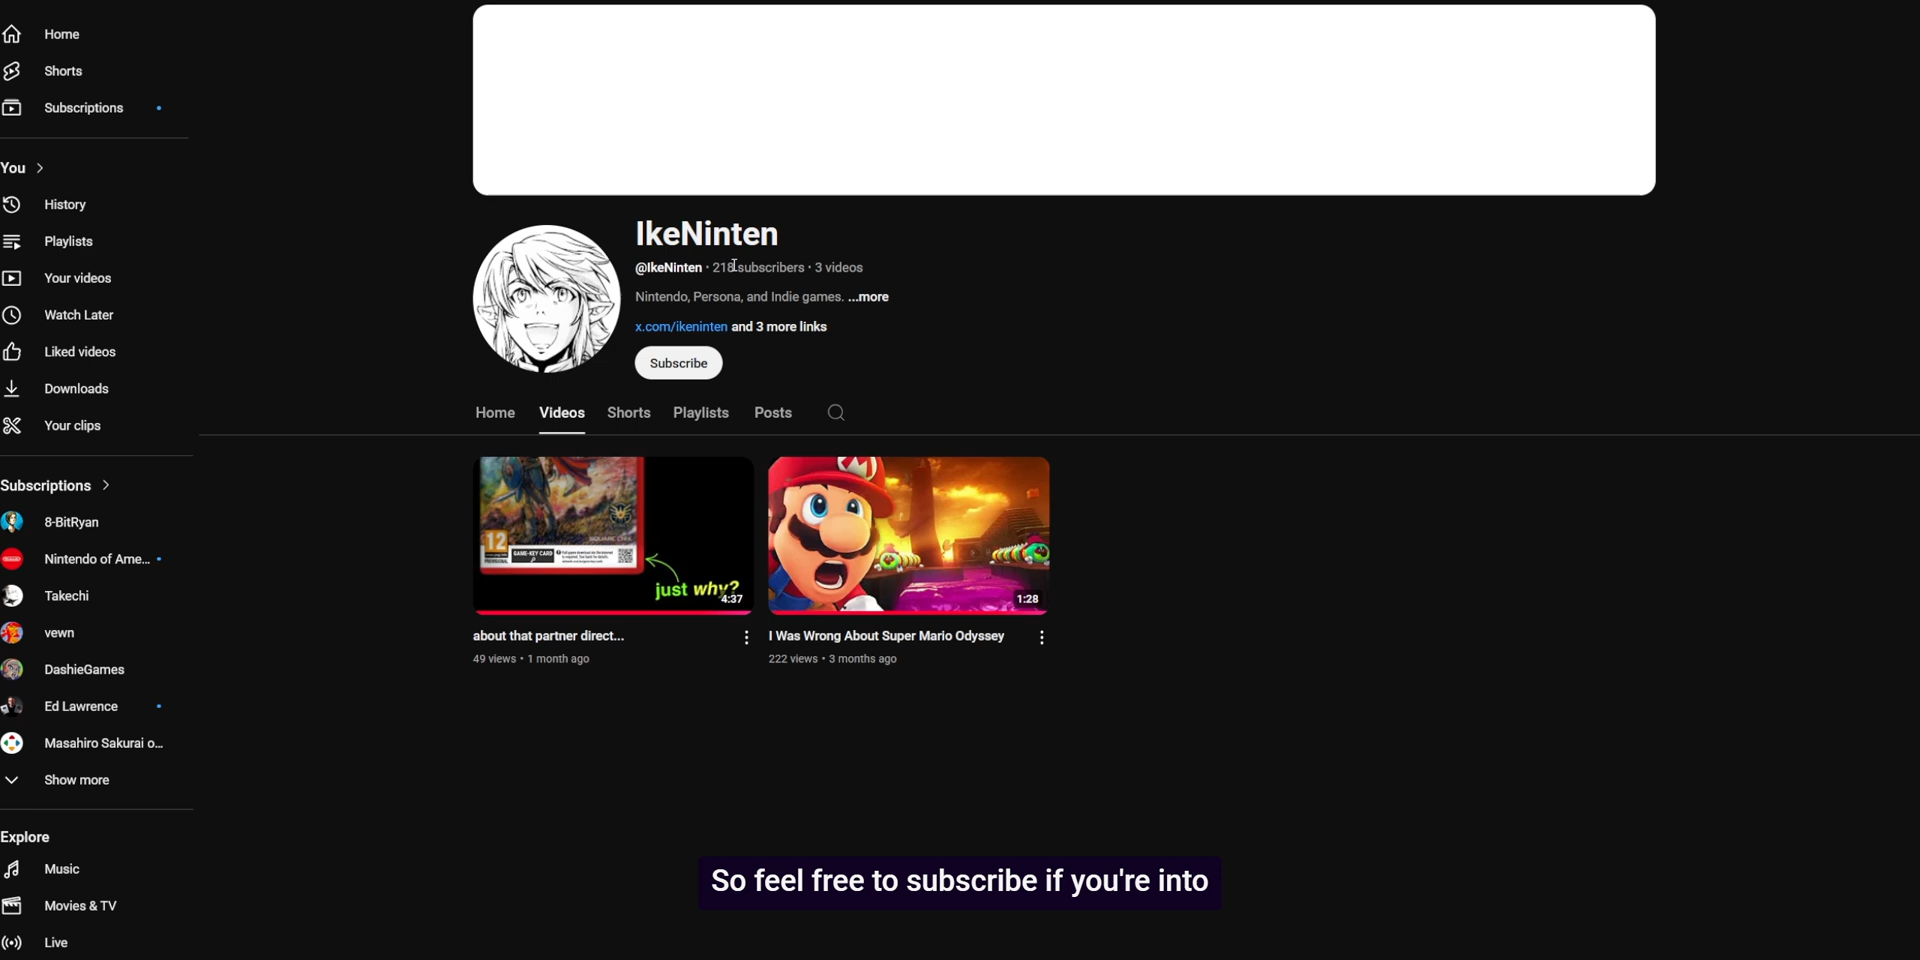 Home
Shorts
Subscriptions
You
History
Playlists
Your videos
Watch Later
Liked videos
Downloads
Your clips
Subscriptions
8-BitRyan
Nintendo of Ame...
Takechi
vewn
DashieGames
Ed Lawrence
Masahiro Sakurai o...
Show more
Explore
Music
Movies & TV
Live
IkeNinten
@IkeNinten · 218 subscribers · 3 videos
Nintendo, Persona, and Indie games. ...more
x.com/ikeninten and 3 more links
Subscribe
Home Videos Shorts Playlists Posts
12
GAME-KEY CARD
just why?
4:37
1:28
about that partner direct...
49 views • 1 month ago
I Was Wrong About Super Mario Odyssey
222 views • 3 months ago
So feel free to subscribe if you're into